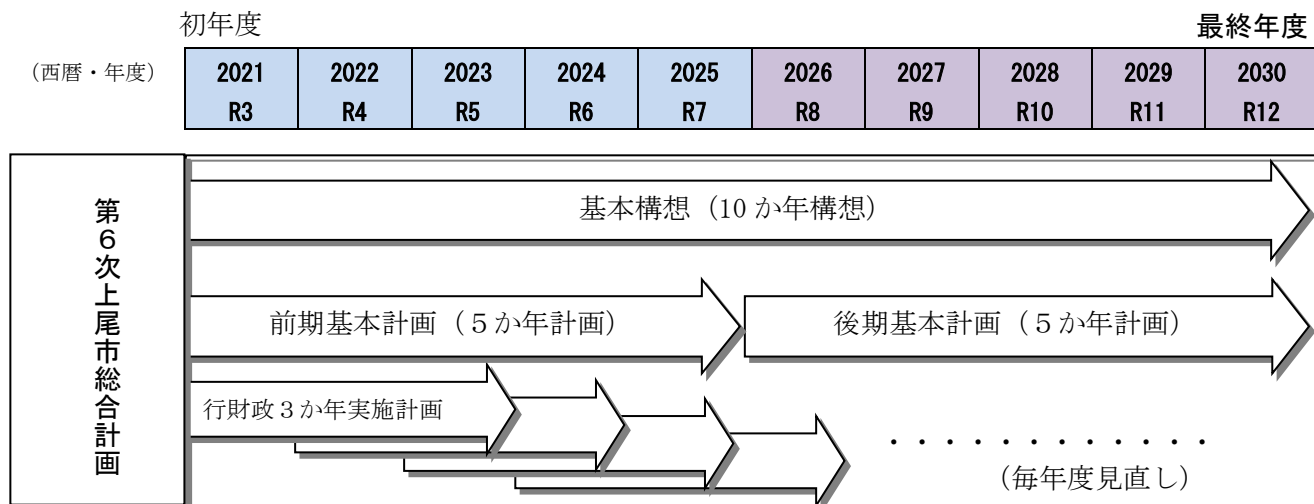 初年度 最終年度
(西暦・年度) 2021 2022 2023 2024 2025 2026 2027 2028 2029 2030
R3 R4 R5 R6 R7 R8 R9 R10 R11 R12
第6次上尾市総合計画
基本構想（10 か年構想）
前期基本計画（５か年計画） 後期基本計画（５か年計画）
行財政３か年実施計画
・・・・・・・・・・・・
（毎年度見直し）